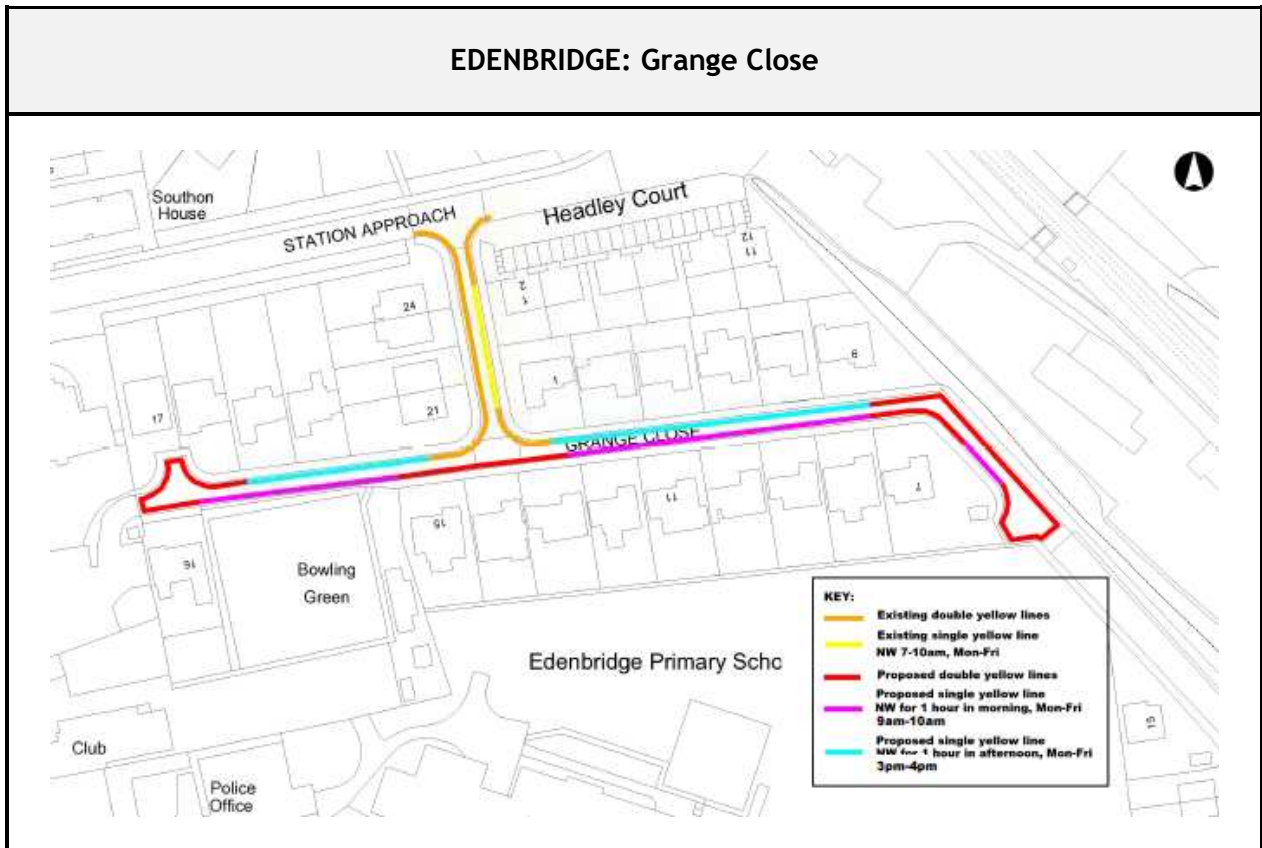 EDENBRIDGE: Grange Close
Southon
House
STATION APPROACH
Headley Court
12
11
2
1
24
1
6
21
17
GRANGE CLOSE
11
7
15
16
Bowling
Green
KEY:
Existing double yellow lines
Existing single yellow line
NW 7-10am, Mon-Fri
Proposed double yellow lines
Proposed single yellow line
NW for 1 hour in morning, Mon-Fri
9am-10am
Proposed single yellow line
NW for 1 hour in afternoon, Mon-Fri
3pm-4pm
Edenbridge Primary Scho
Club
Police
Office